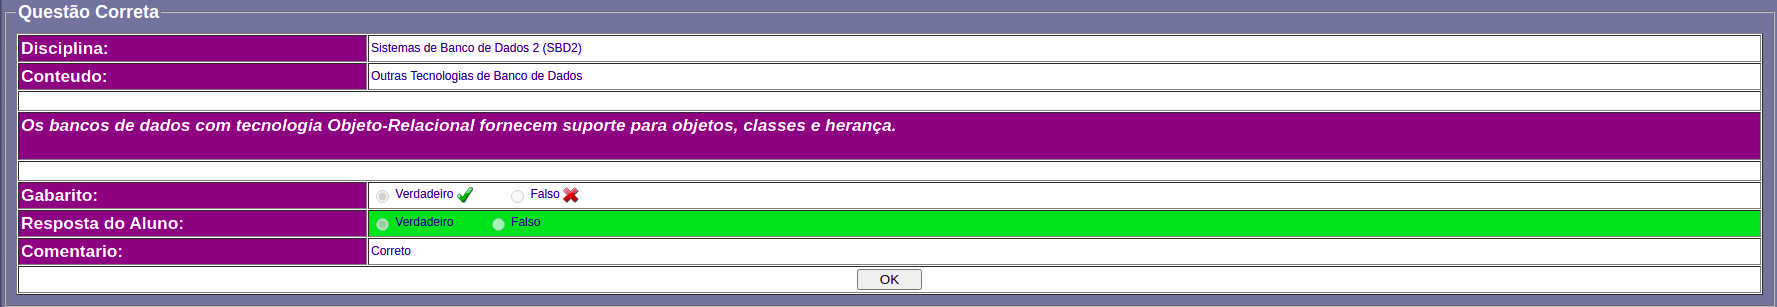 Questão Correta
Disciplina: Sistemas de Banco de Dados 2 (SBD2)
Conteudo: Outras Tecnologias de Banco de Dados
Os bancos de dados com tecnologia Objeto-Relacional fornecem suporte para objetos, classes e herança.
Gabarito: Verdadeiro Falso
Resposta do Aluno: Verdadeiro Falso
Comentario: Correto
OK